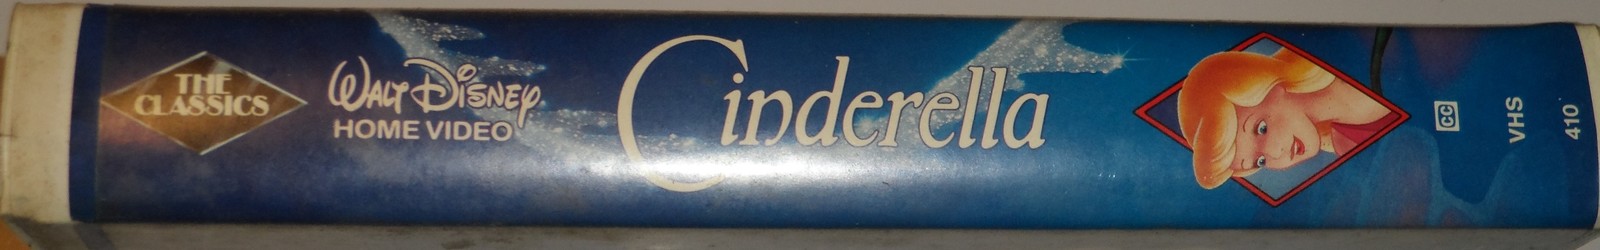 THE
CLASSICS
WALT DISNEY
HOME VIDEO
Cinderella
CC
VHS
410